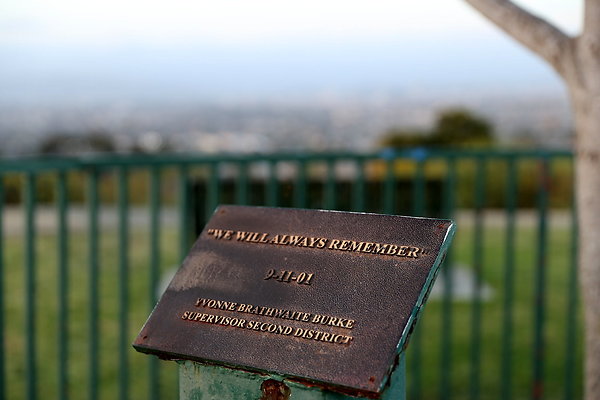 "WE WILL ALWAYS REMEMBER"
9-11-01
YVONNE BRATHWAITE BURKE
SUPERVISOR SECOND DISTRICT